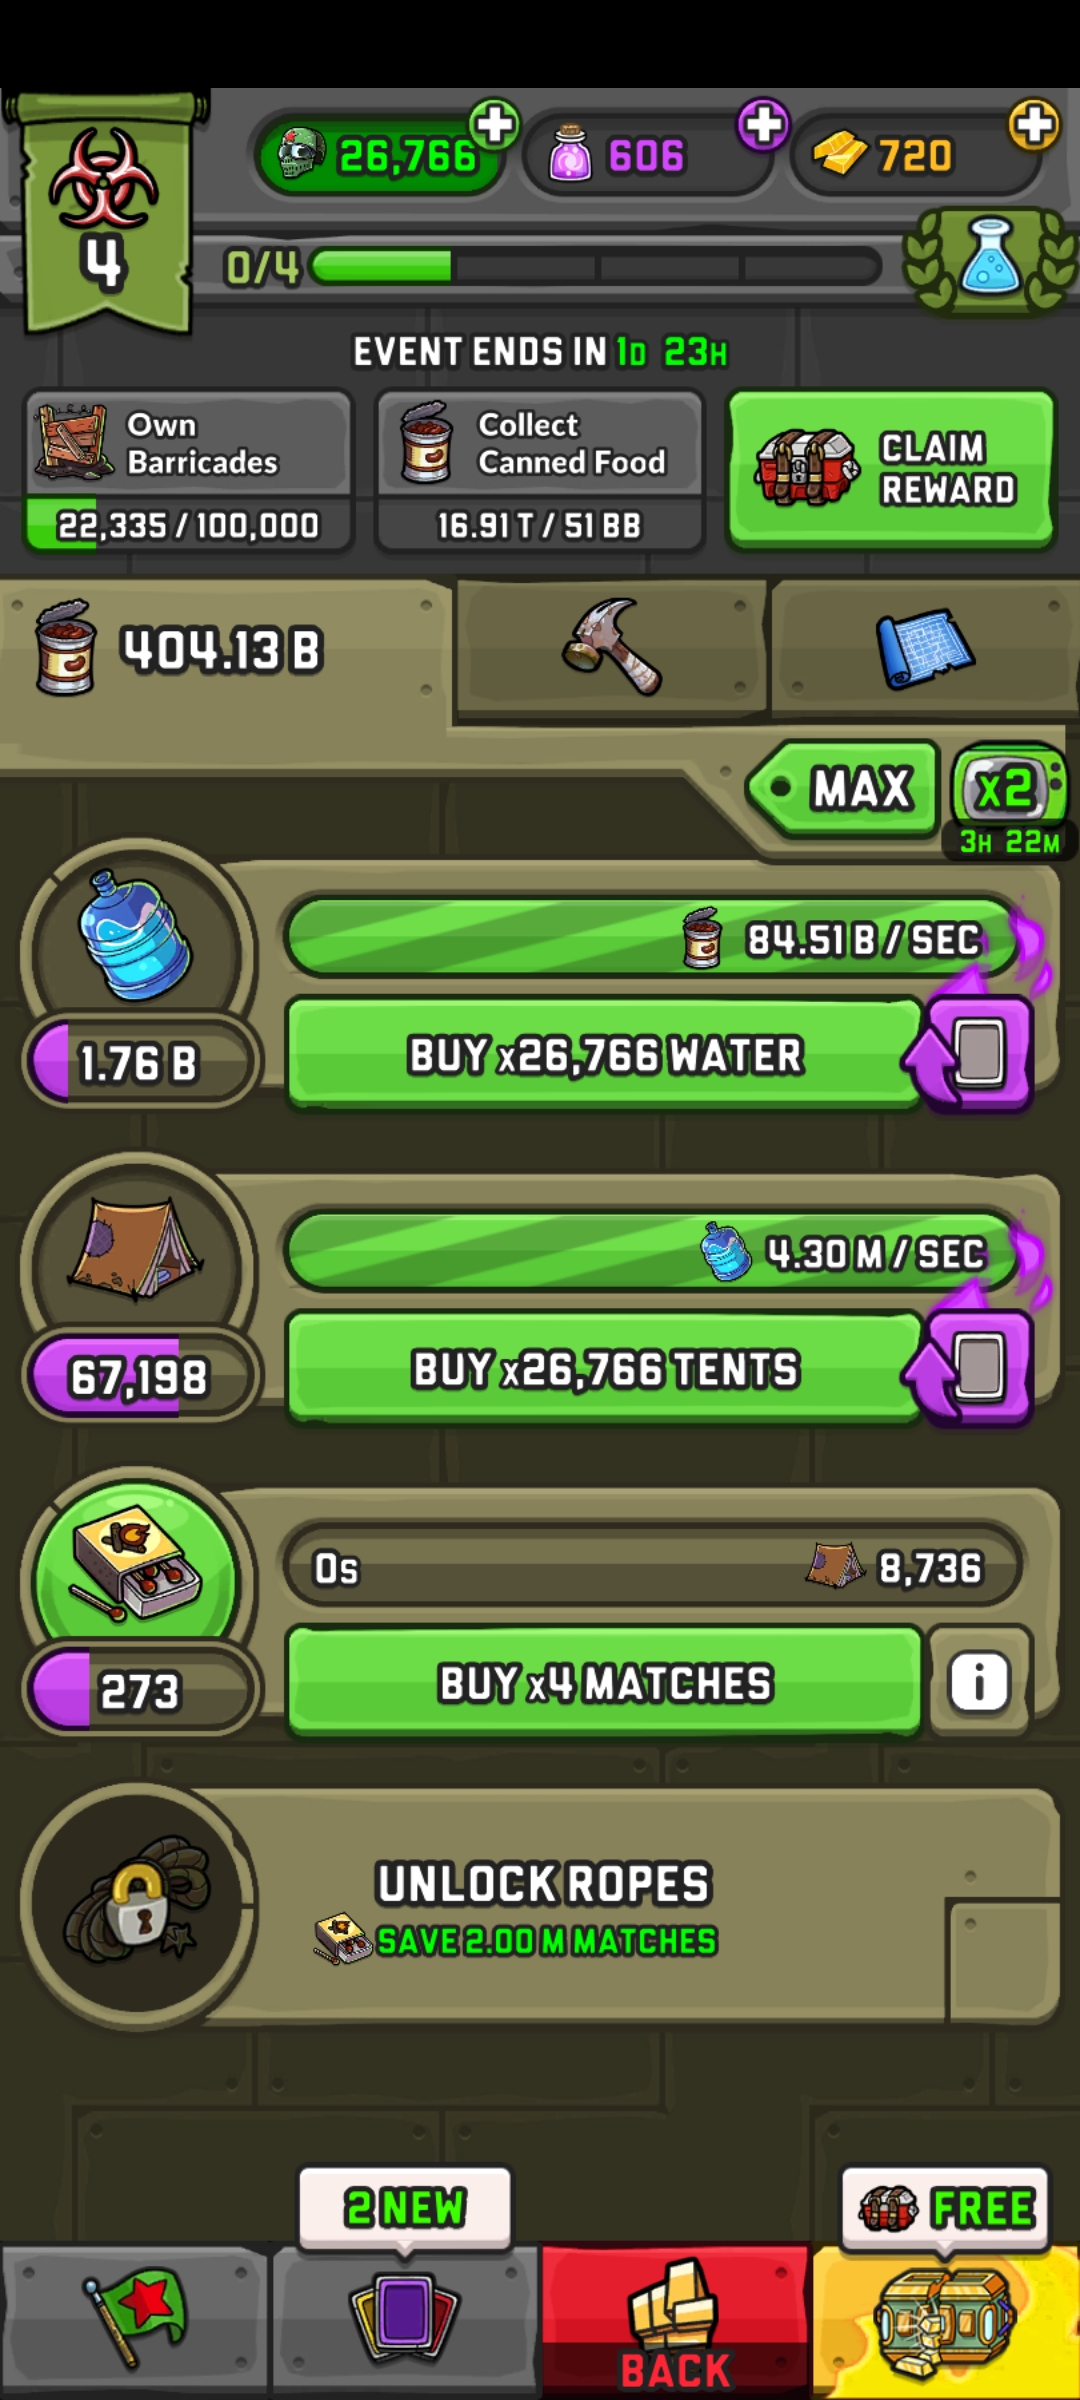 26,766
606
720
4
0/4
EVENT ENDS IN 1D 23H
Own
Barricades
22,335 / 100,000
Collect
Canned Food
16.91 T / 51 BB
CLAIM
REWARD
404.13 B
MAX
x2
3H 22M
84.51 B / SEC
1.76 B
BUY x26,766 WATER
4.30 M / SEC
67,198
BUY x26,766 TENTS
0s
8,736
273
BUY x4 MATCHES
i
UNLOCK ROPES
SAVE 2.00 M MATCHES
2 NEW
FREE
BACK